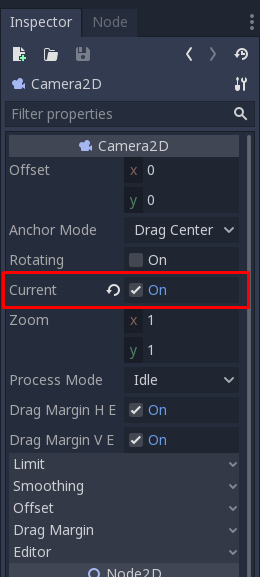 Inspector Node
Camera2D
Filter properties
Camera2D
Offset x 0
y 0
Anchor Mode Drag Center
Rotating On
Current On
Zoom x 1
y 1
Process Mode Idle
Drag Margin H E On
Drag Margin V E On
Limit
Smoothing
Offset
Drag Margin
Editor
Node2D